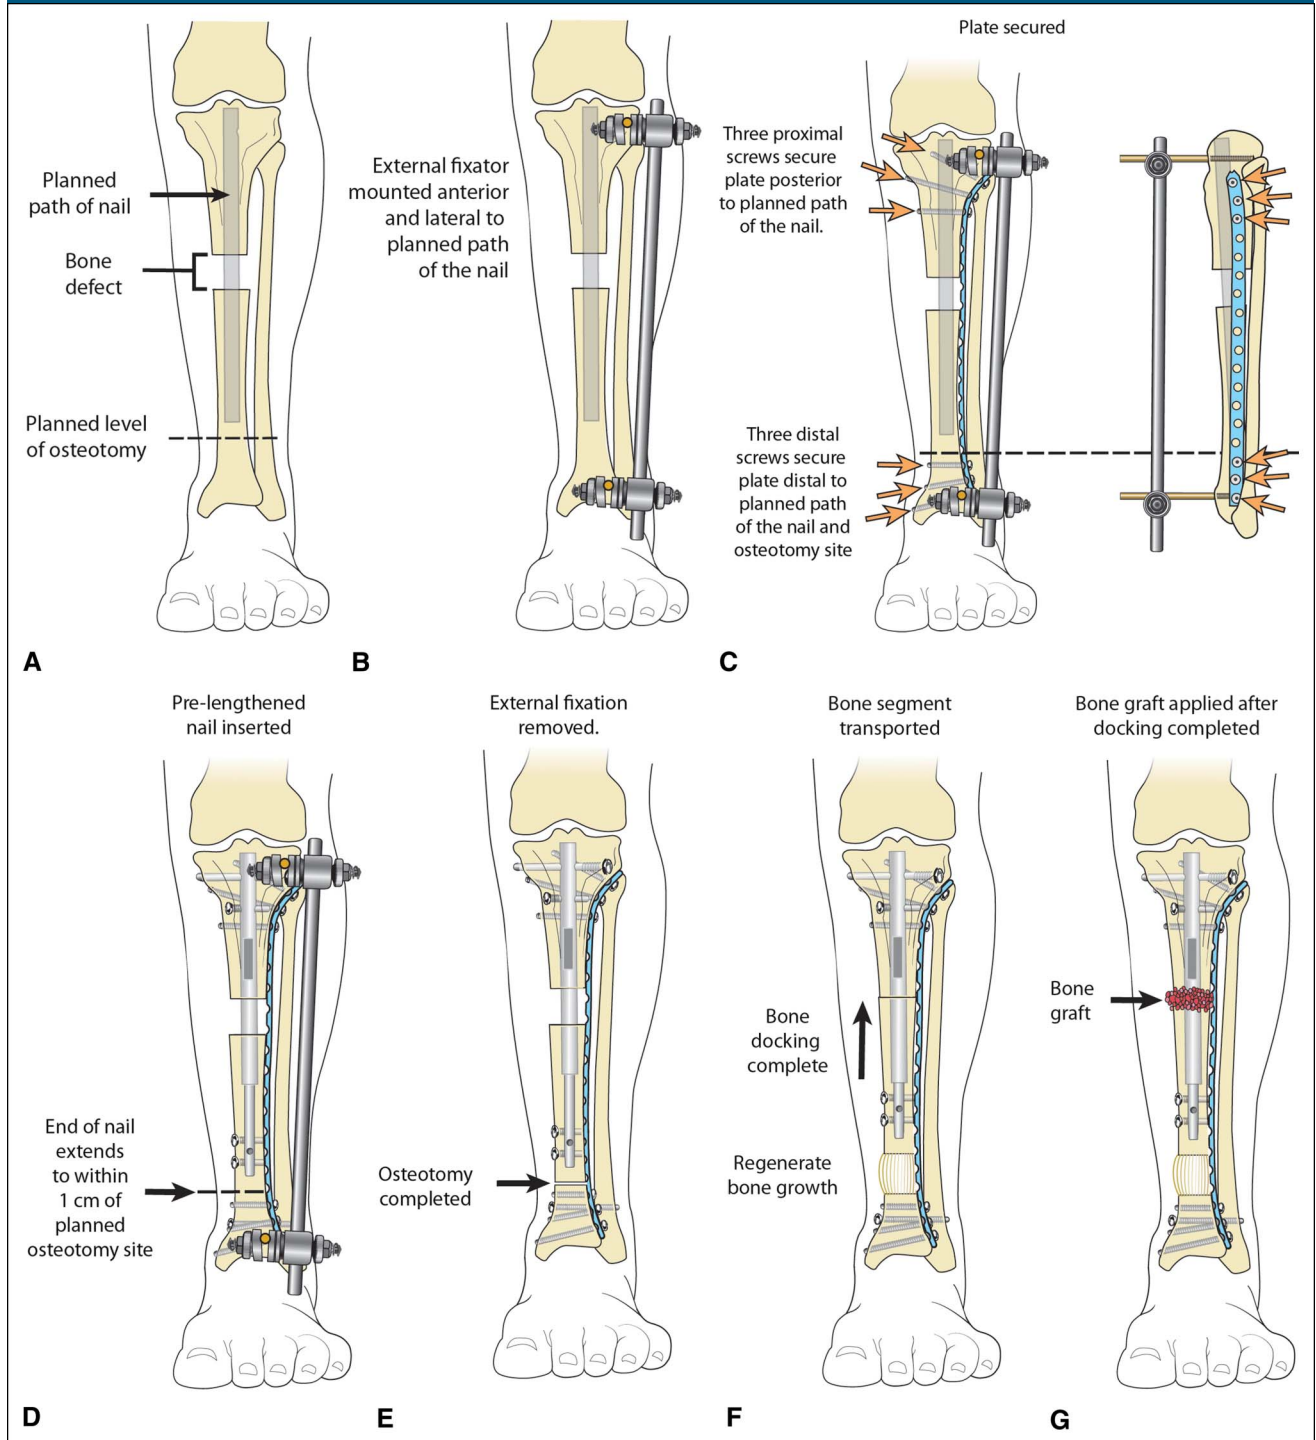 Planned
path of nail
Bone
defect
Planned level
of osteotomy
A
External fixator
mounted anterior
and lateral to
planned path
of the nail
B
Plate secured
Three proximal
screws secure
plate posterior
to planned path
of the nail.
Three distal
screws secure
plate distal to
planned path
of the nail and
osteotomy site
C
Pre-lengthened
nail inserted
End of nail
extends
to within
1 cm of
planned
osteotomy site
D
External fixation
removed.
Osteotomy
completed
E
Bone segment
transported
Bone
docking
complete
Regenerate
bone growth
F
Bone graft applied after
docking completed
Bone
graft
G